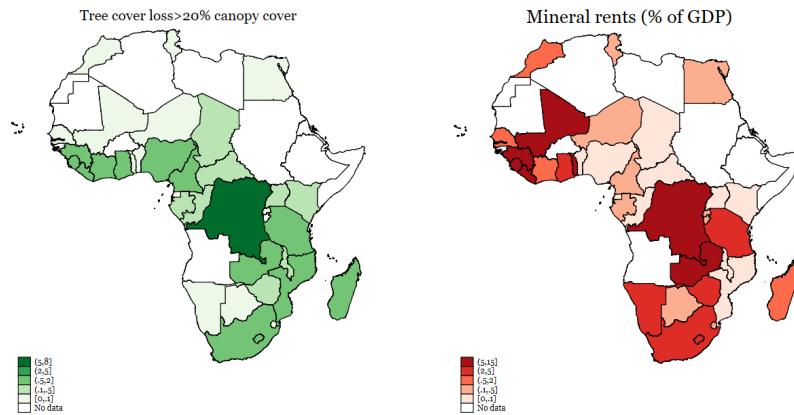 Tree cover loss>20% canopy cover
(5,8]
(2,5]
(.5,2]
(.1,.5]
[0,.1]
No data
Mineral rents (% of GDP)
(5,15]
(2,5]
(.5,2]
(.1,.5]
[0,.1]
No data